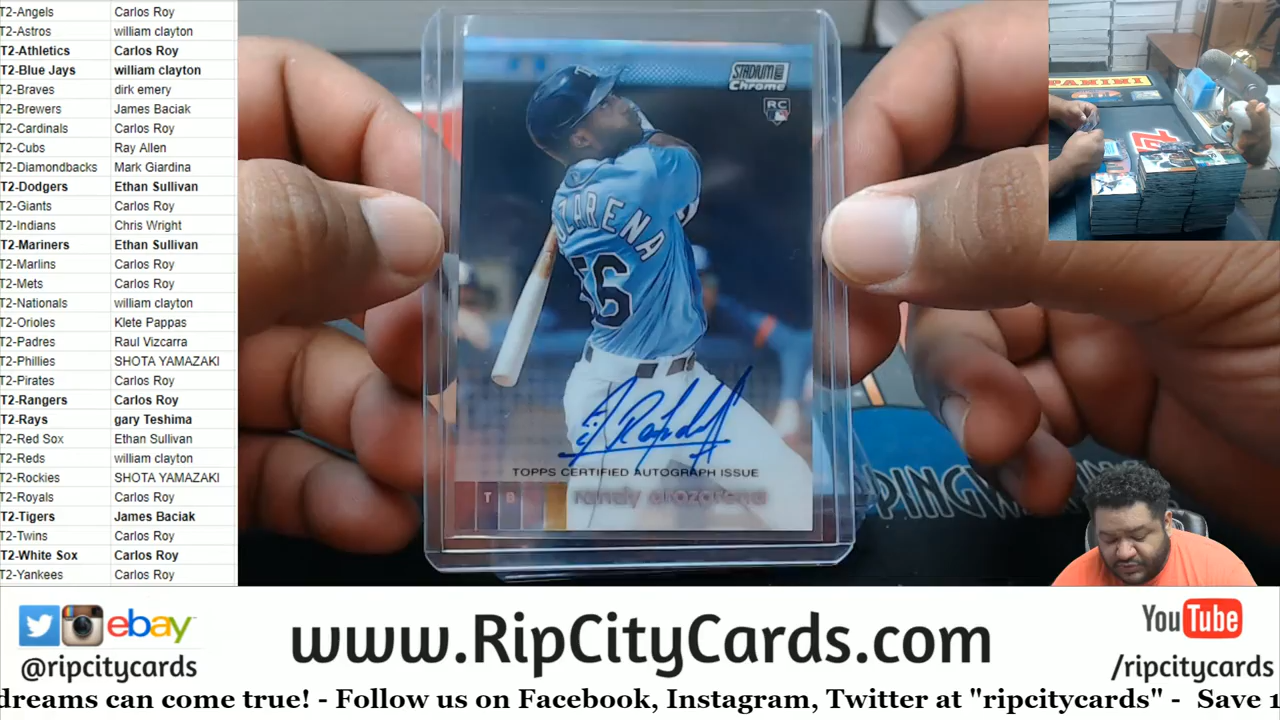 T2-Angels Carlos Roy
T2-Astros william clayton
T2-Athletics Carlos Roy
T2-Blue Jays william clayton
T2-Braves dirk emery
T2-Brewers James Baciak
T2-Cardinals Carlos Roy
T2-Cubs Ray Allen
T2-Diamondbacks Mark Giardina
T2-Dodgers Ethan Sullivan
T2-Giants Carlos Roy
T2-Indians Chris Wright
T2-Mariners Ethan Sullivan
T2-Marlins Carlos Roy
T2-Mets Carlos Roy
T2-Nationals william clayton
T2-Orioles Klete Pappas
T2-Padres Raul Vizcarra
T2-Phillies SHOTA YAMAZAKI
T2-Pirates Carlos Roy
T2-Rangers Carlos Roy
T2-Rays gary Teshima
T2-Red Sox Ethan Sullivan
T2-Reds william clayton
T2-Rockies SHOTA YAMAZAKI
T2-Royals Carlos Roy
T2-Tigers James Baciak
T2-Twins Carlos Roy
T2-White Sox Carlos Roy
T2-Yankees Carlos Roy
STADIUM CLUB
Chrome
RC
ZARENA
56
TOPPS CERTIFIED AUTOGRAPH ISSUE
T B randy arozarena
PANINI
ebay
@ripcitycards
www.RipCityCards.com
YouTube
/ripcitycards
dreams can come true! - Follow us on Facebook, Instagram, Twitter at "ripcitycards" - Save 1